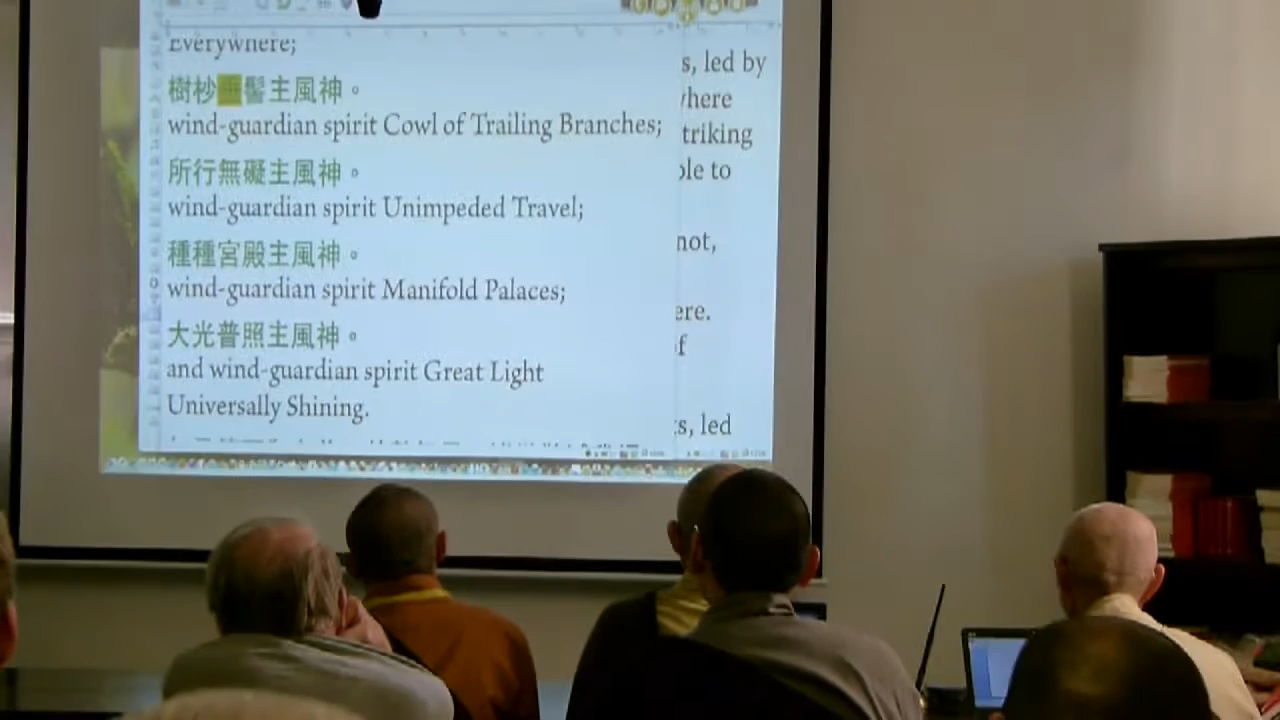 Everywhere;
樹杪垂髻主風神。
wind-guardian spirit Cowl of Trailing Branches;
所行無礙主風神。
wind-guardian spirit Unimpeded Travel;
種種宮殿主風神。
wind-guardian spirit Manifold Palaces;
大光普照主風神。
and wind-guardian spirit Great Light
Universally Shining.
s, led by
where
triking
ble to
not,
ere.
of
s, led